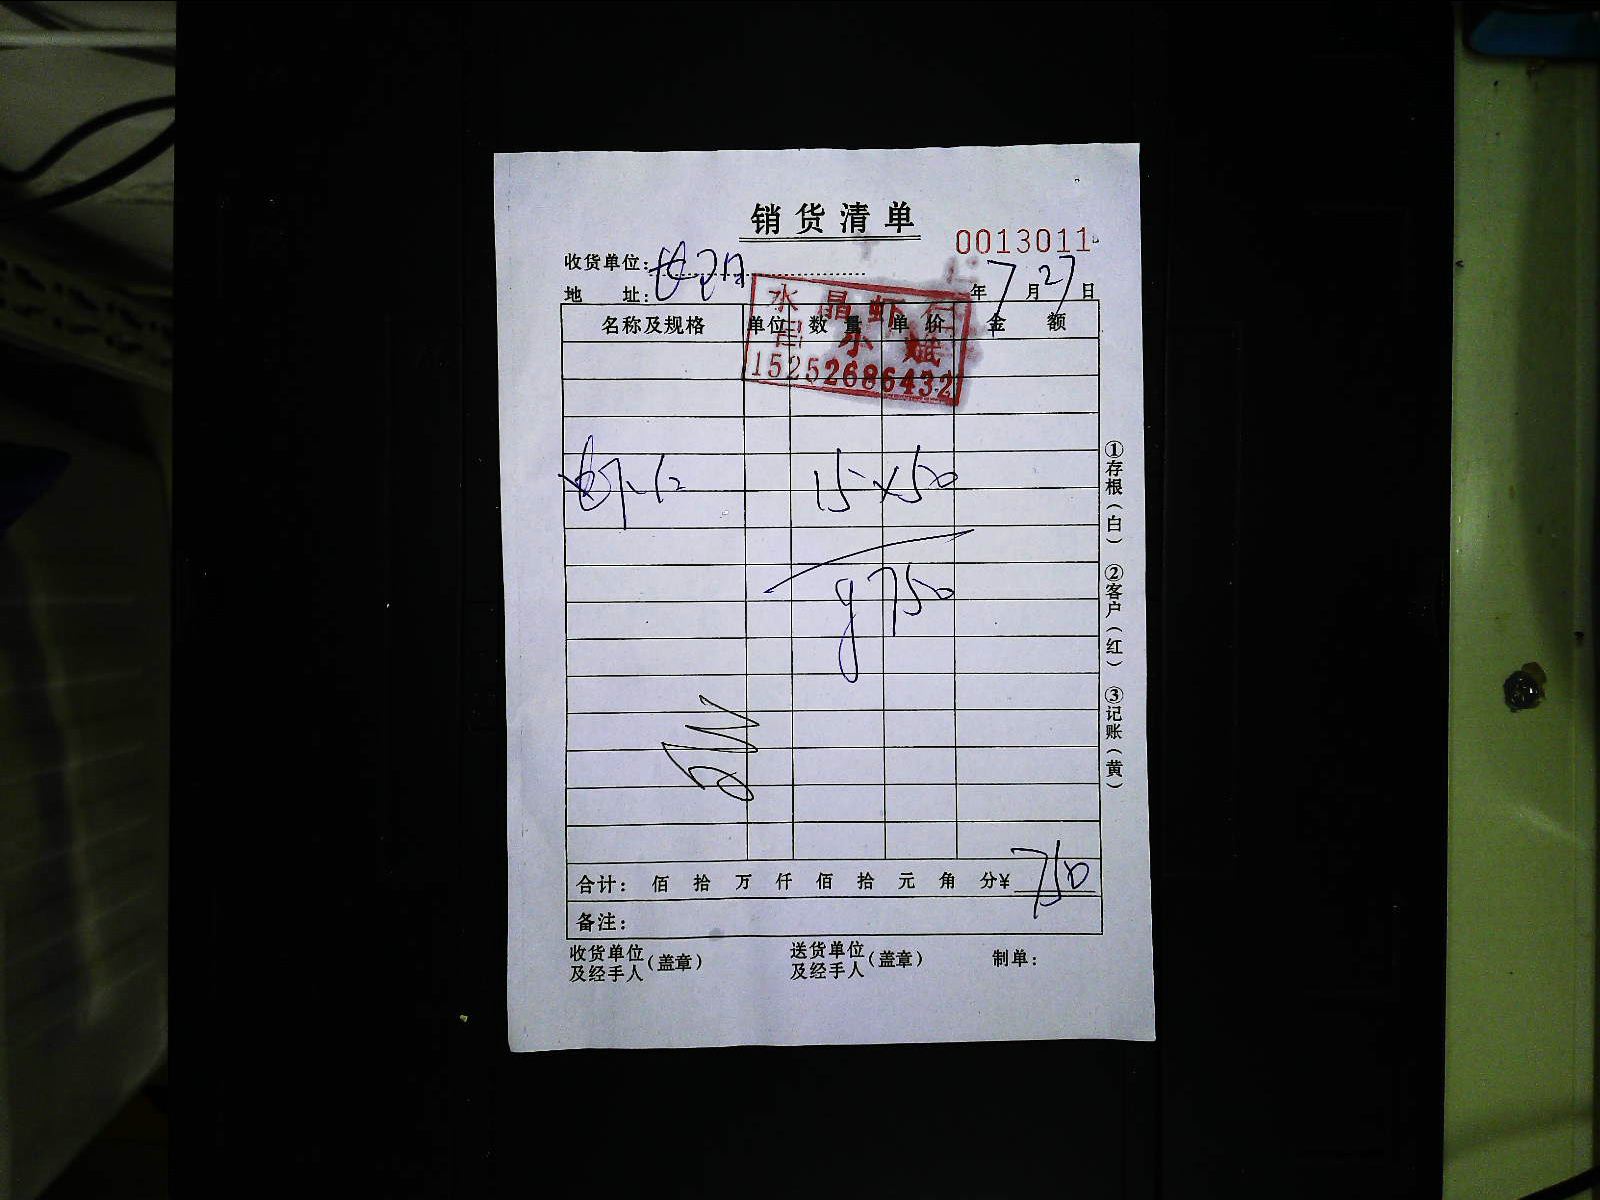 销货清单
0013011
收货单位:
地 址:
年 7 月 27 日
水晶虾仁
吕小斌
15252686432
名称及规格 单位 数量 单价 金额
15×50
750
合计: 佰 拾 万 仟 佰 拾 元 角 分¥ 750
备注:
收货单位及经手人(盖章) 送货单位及经手人(盖章) 制单:
①存根(白) ②客户(红) ③记账(黄)